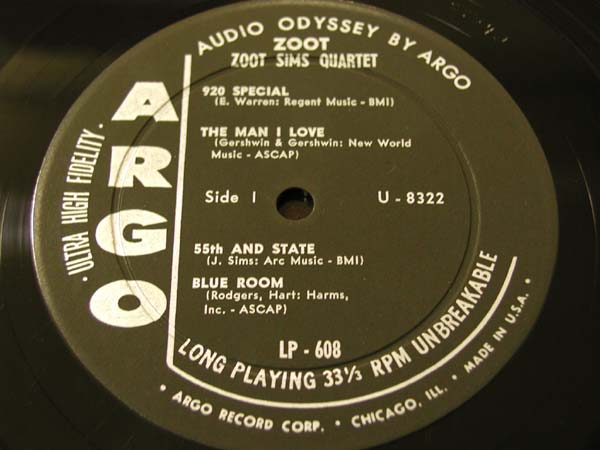 AUDIO ODYSSEY BY ARGO
ZOOT
ZOOT SIMS QUARTET
920 SPECIAL
(E. Warren: Regent Music - BMI)
THE MAN I LOVE
(Gershwin & Gershwin: New World
Music - ASCAP)
Side 1
U - 8322
55th AND STATE
(J. Sims: Arc Music - BMI)
BLUE ROOM
(Rodgers, Hart: Harms,
Inc. - ASCAP)
LP - 608
LONG PLAYING 33⅓ RPM UNBREAKABLE
• ULTRA HIGH FIDELITY •
ARGO
• ARGO RECORD CORP. • CHICAGO, ILL. • MADE IN U.S.A. •